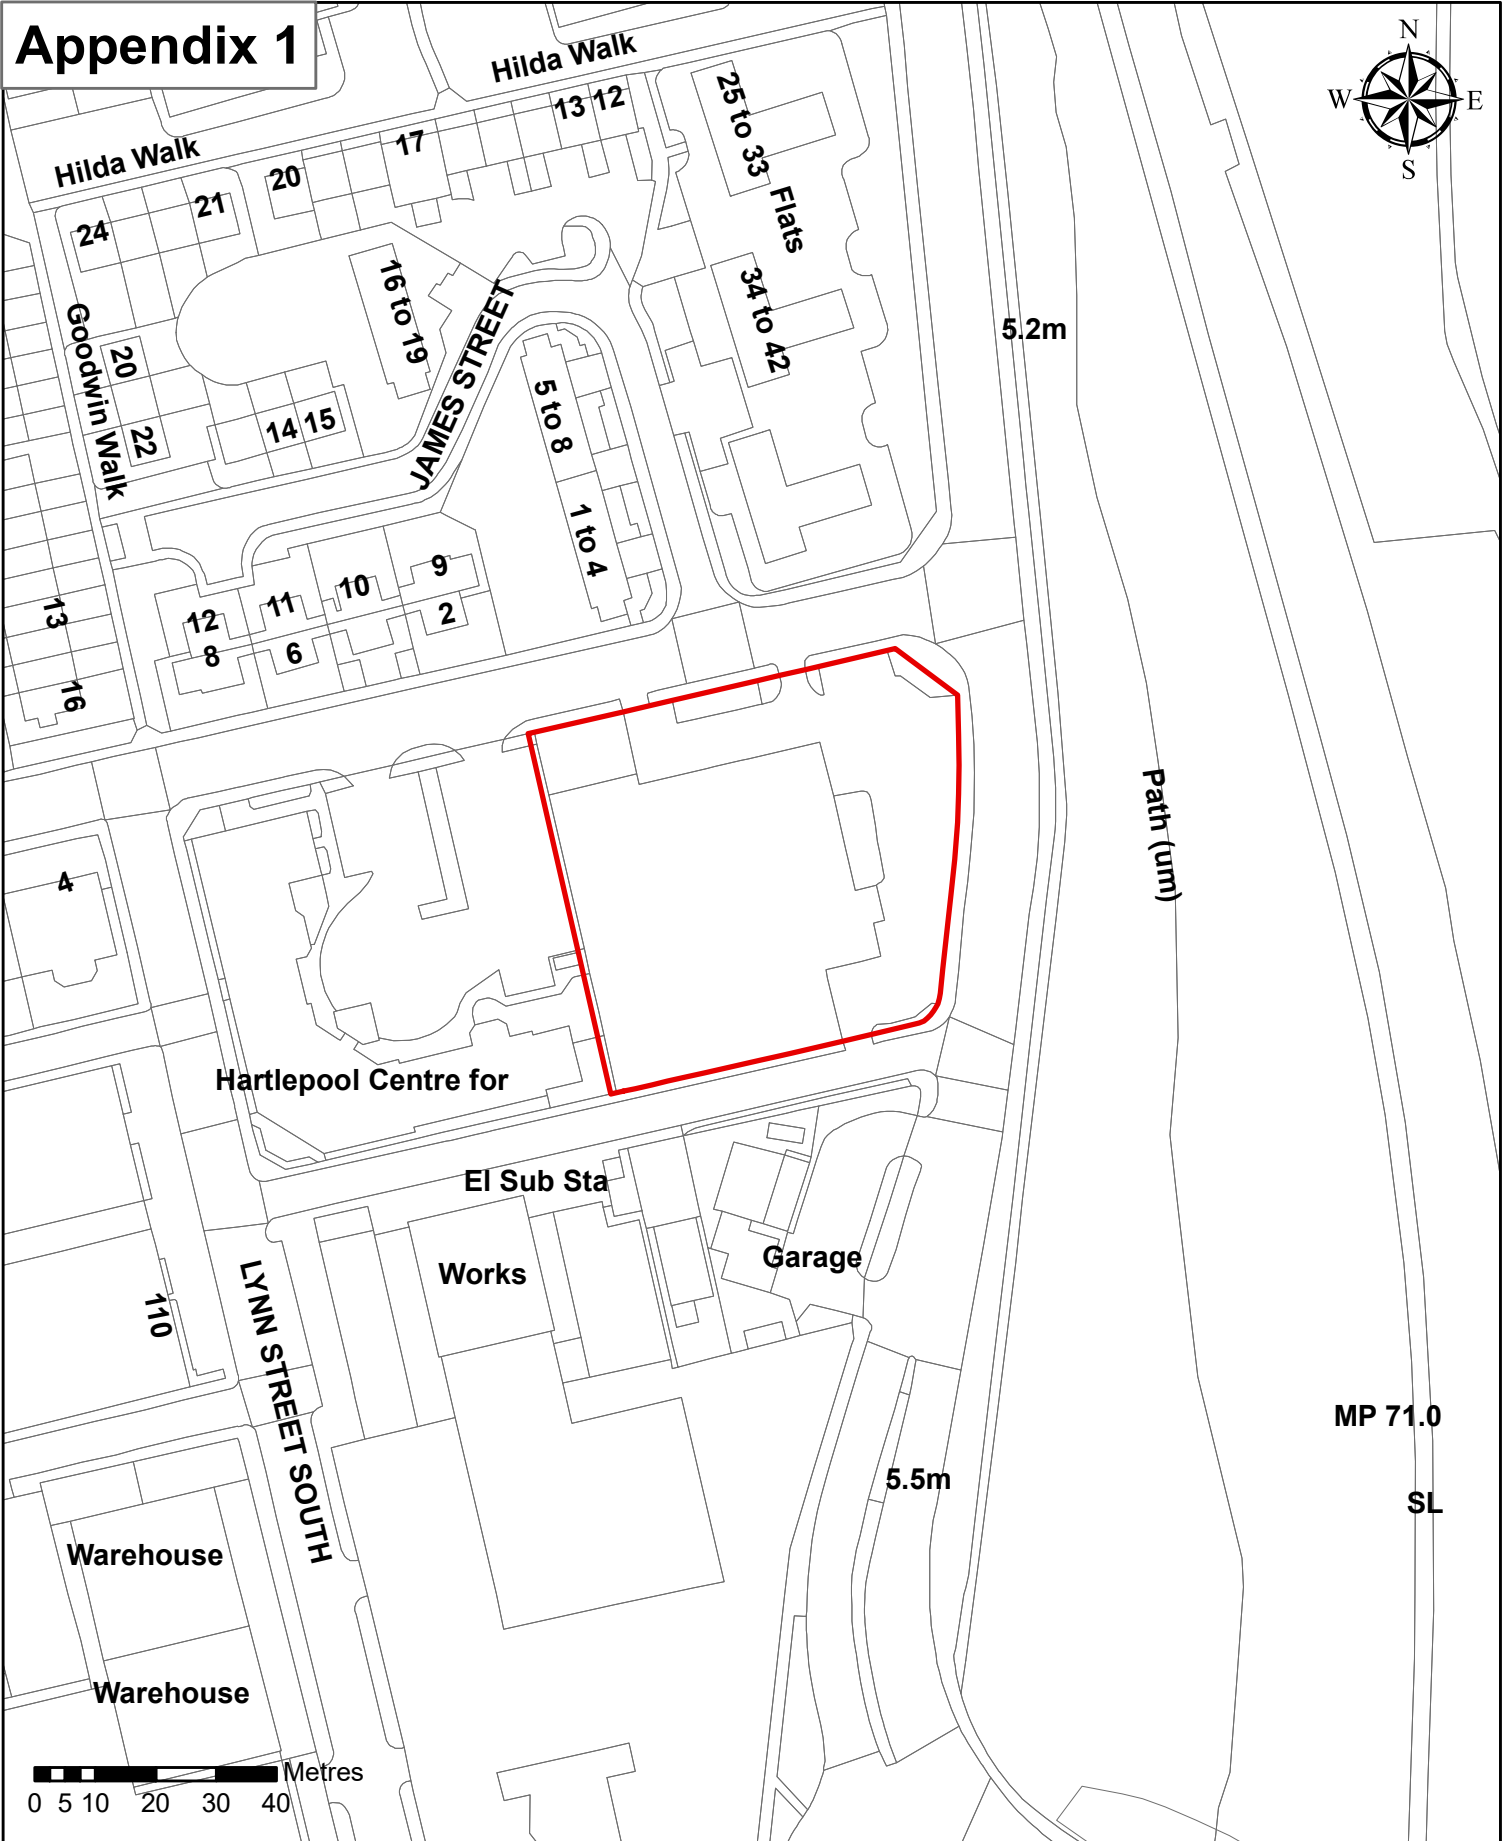 Appendix 1
Hilda Walk
N
W
E
S
13
12
25 to 33
17
Hilda Walk
20
21
24
Flats
16 to 19
34 to 42
5.2m
JAMES STREET
Goodwin Walk
20
22
14
15
5 to 8
1 to 4
9
10
11
12
2
13
8
6
16
Path (um)
4
Hartlepool Centre for
El Sub Sta
Garage
Works
110
LYNN STREET SOUTH
MP 71.0
5.5m
SL
Warehouse
Warehouse
Metres
0 5 10 20 30 40